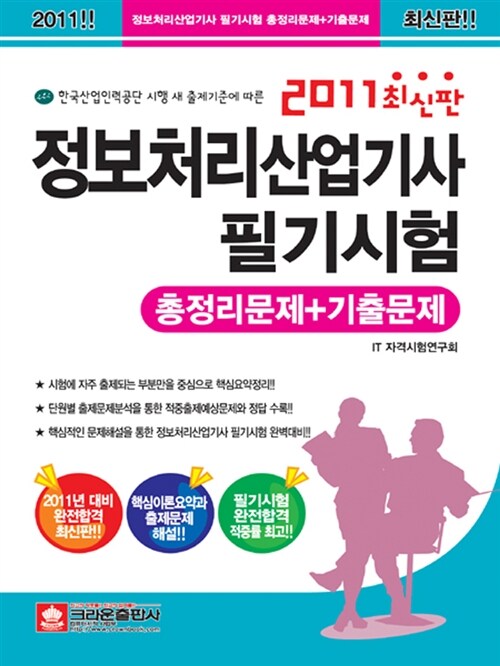 2011!!
정보처리산업기사 필기시험 총정리문제+기출문제
최신판!!
한국산업인력공단 시행 새 출제기준에 따른
2011 최신판
정보처리산업기사
필기시험
총정리문제+기출문제
IT 자격시험연구회
★ 시험에 자주 출제되는 부분만을 중심으로 핵심요약정리!!
★ 단원별 출제문제분석을 통한 적중출제예상문제와 정답 수록!!
★ 핵심적인 문제해설을 통한 정보처리산업기사 필기시험 완벽대비!!
2011년 대비
완전합격
최신판!!
핵심이론요약과
출제문제
해설!!
필기시험
완전합격
적중률 최고!!
크라운출판사
http://www.crownbook.com